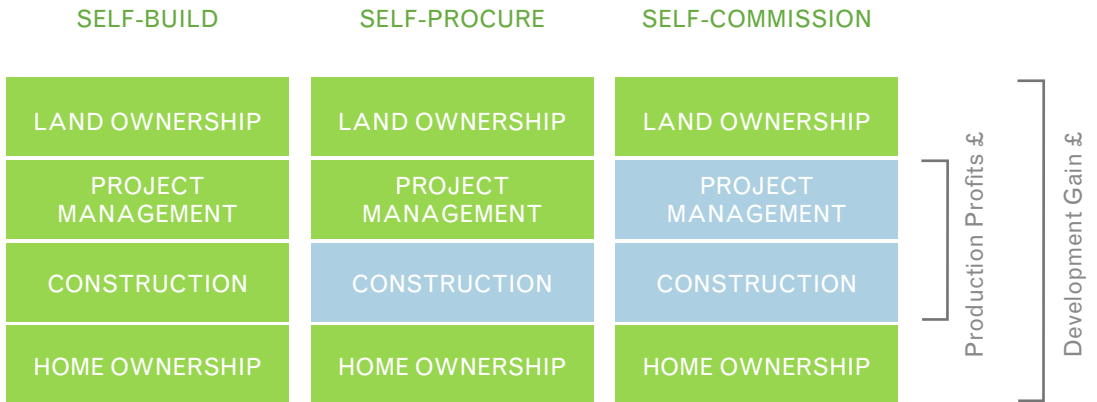 SELF-BUILD
SELF-PROCURE
SELF-COMMISSION
LAND OWNERSHIP
LAND OWNERSHIP
LAND OWNERSHIP
PROJECT
MANAGEMENT
PROJECT
MANAGEMENT
PROJECT
MANAGEMENT
CONSTRUCTION
CONSTRUCTION
CONSTRUCTION
HOME OWNERSHIP
HOME OWNERSHIP
HOME OWNERSHIP
Production Profits £
Development Gain £